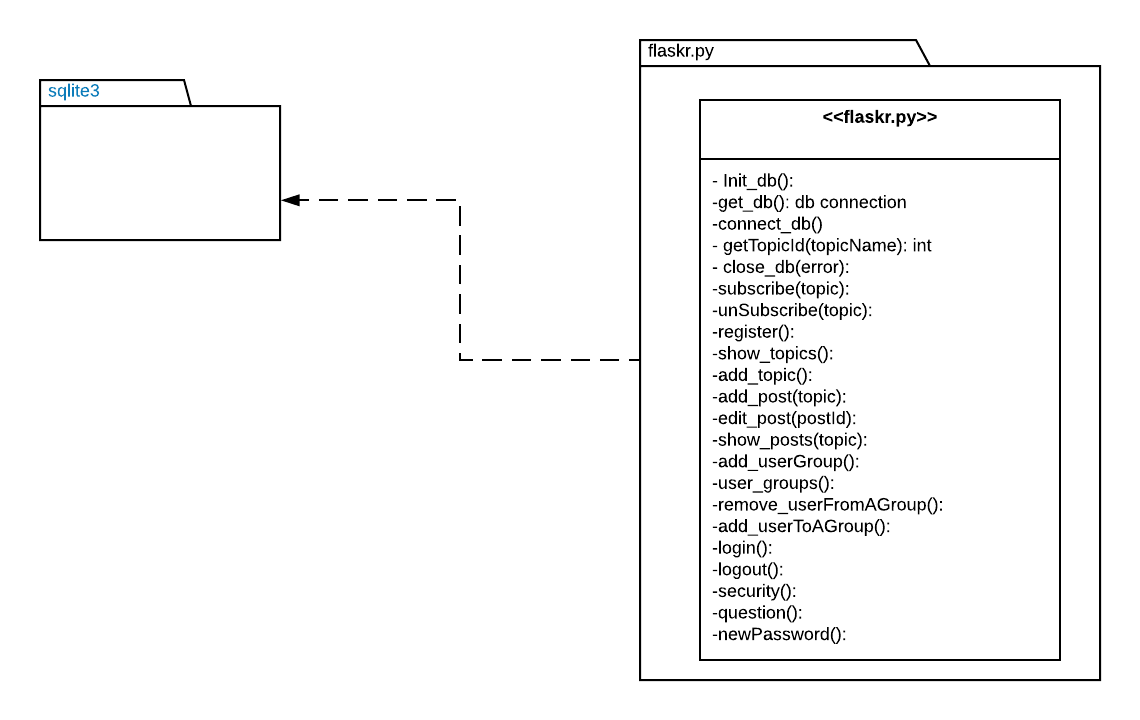 sqlite3
flaskr.py
<<flaskr.py>>
- Init_db():
-get_db(): db connection
-connect_db()
- getTopicId(topicName): int
- close_db(error):
-subscribe(topic):
-unSubscribe(topic):
-register():
-show_topics():
-add_topic():
-add_post(topic):
-edit_post(postId):
-show_posts(topic):
-add_userGroup():
-user_groups():
-remove_userFromAGroup():
-add_userToAGroup():
-login():
-logout():
-security():
-question():
-newPassword():